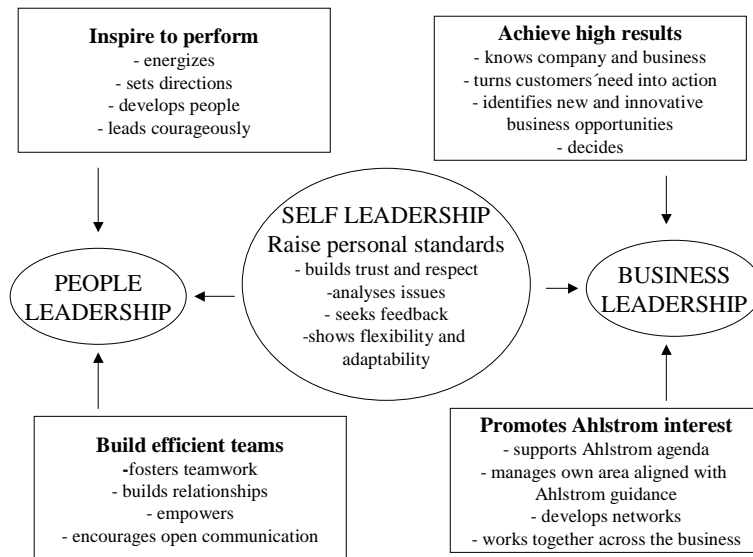 Inspire to perform
- energizes
- sets directions
- develops people
- leads courageously
Achieve high results
- knows company and business
- turns customers´need into action
- identifies new and innovative
business opportunities
- decides
SELF LEADERSHIP
Raise personal standards
- builds trust and respect
-analyses issues
- seeks feedback
-shows flexibility and
adaptability
PEOPLE
LEADERSHIP
BUSINESS
LEADERSHIP
Build efficient teams
-fosters teamwork
- builds relationships
- empowers
- encourages open communication
Promotes Ahlstrom interest
- supports Ahlstrom agenda
- manages own area aligned with
Ahlstrom guidance
- develops networks
- works together across the business